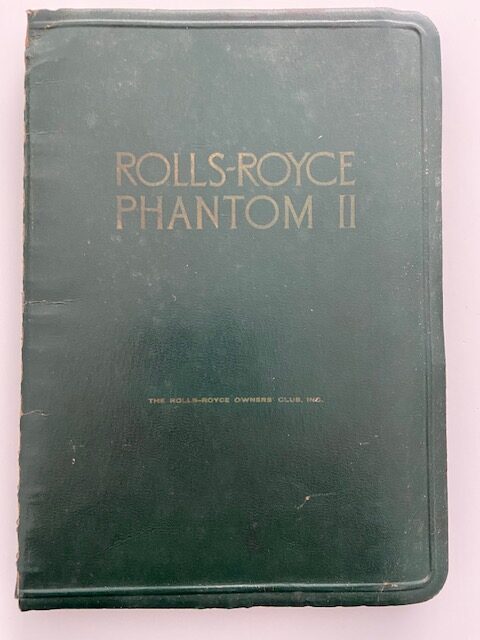 ROLLS-ROYCE
PHANTOM II
THE ROLLS-ROYCE OWNERS' CLUB, INC.